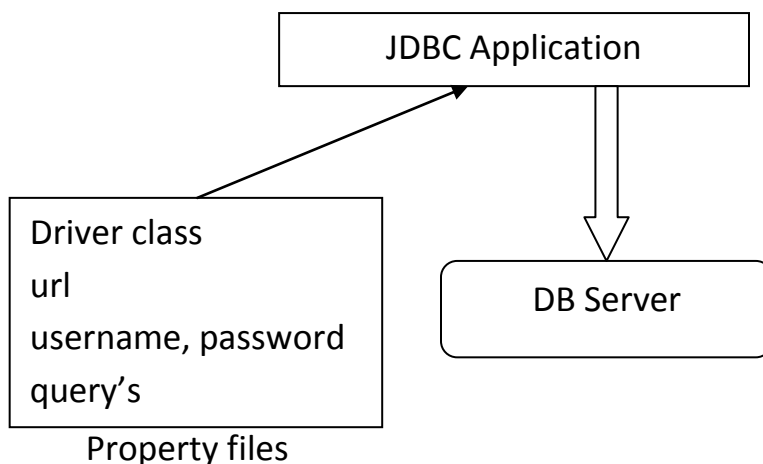 JDBC Application
Driver class
url
username, password
query’s
DB Server
Property files